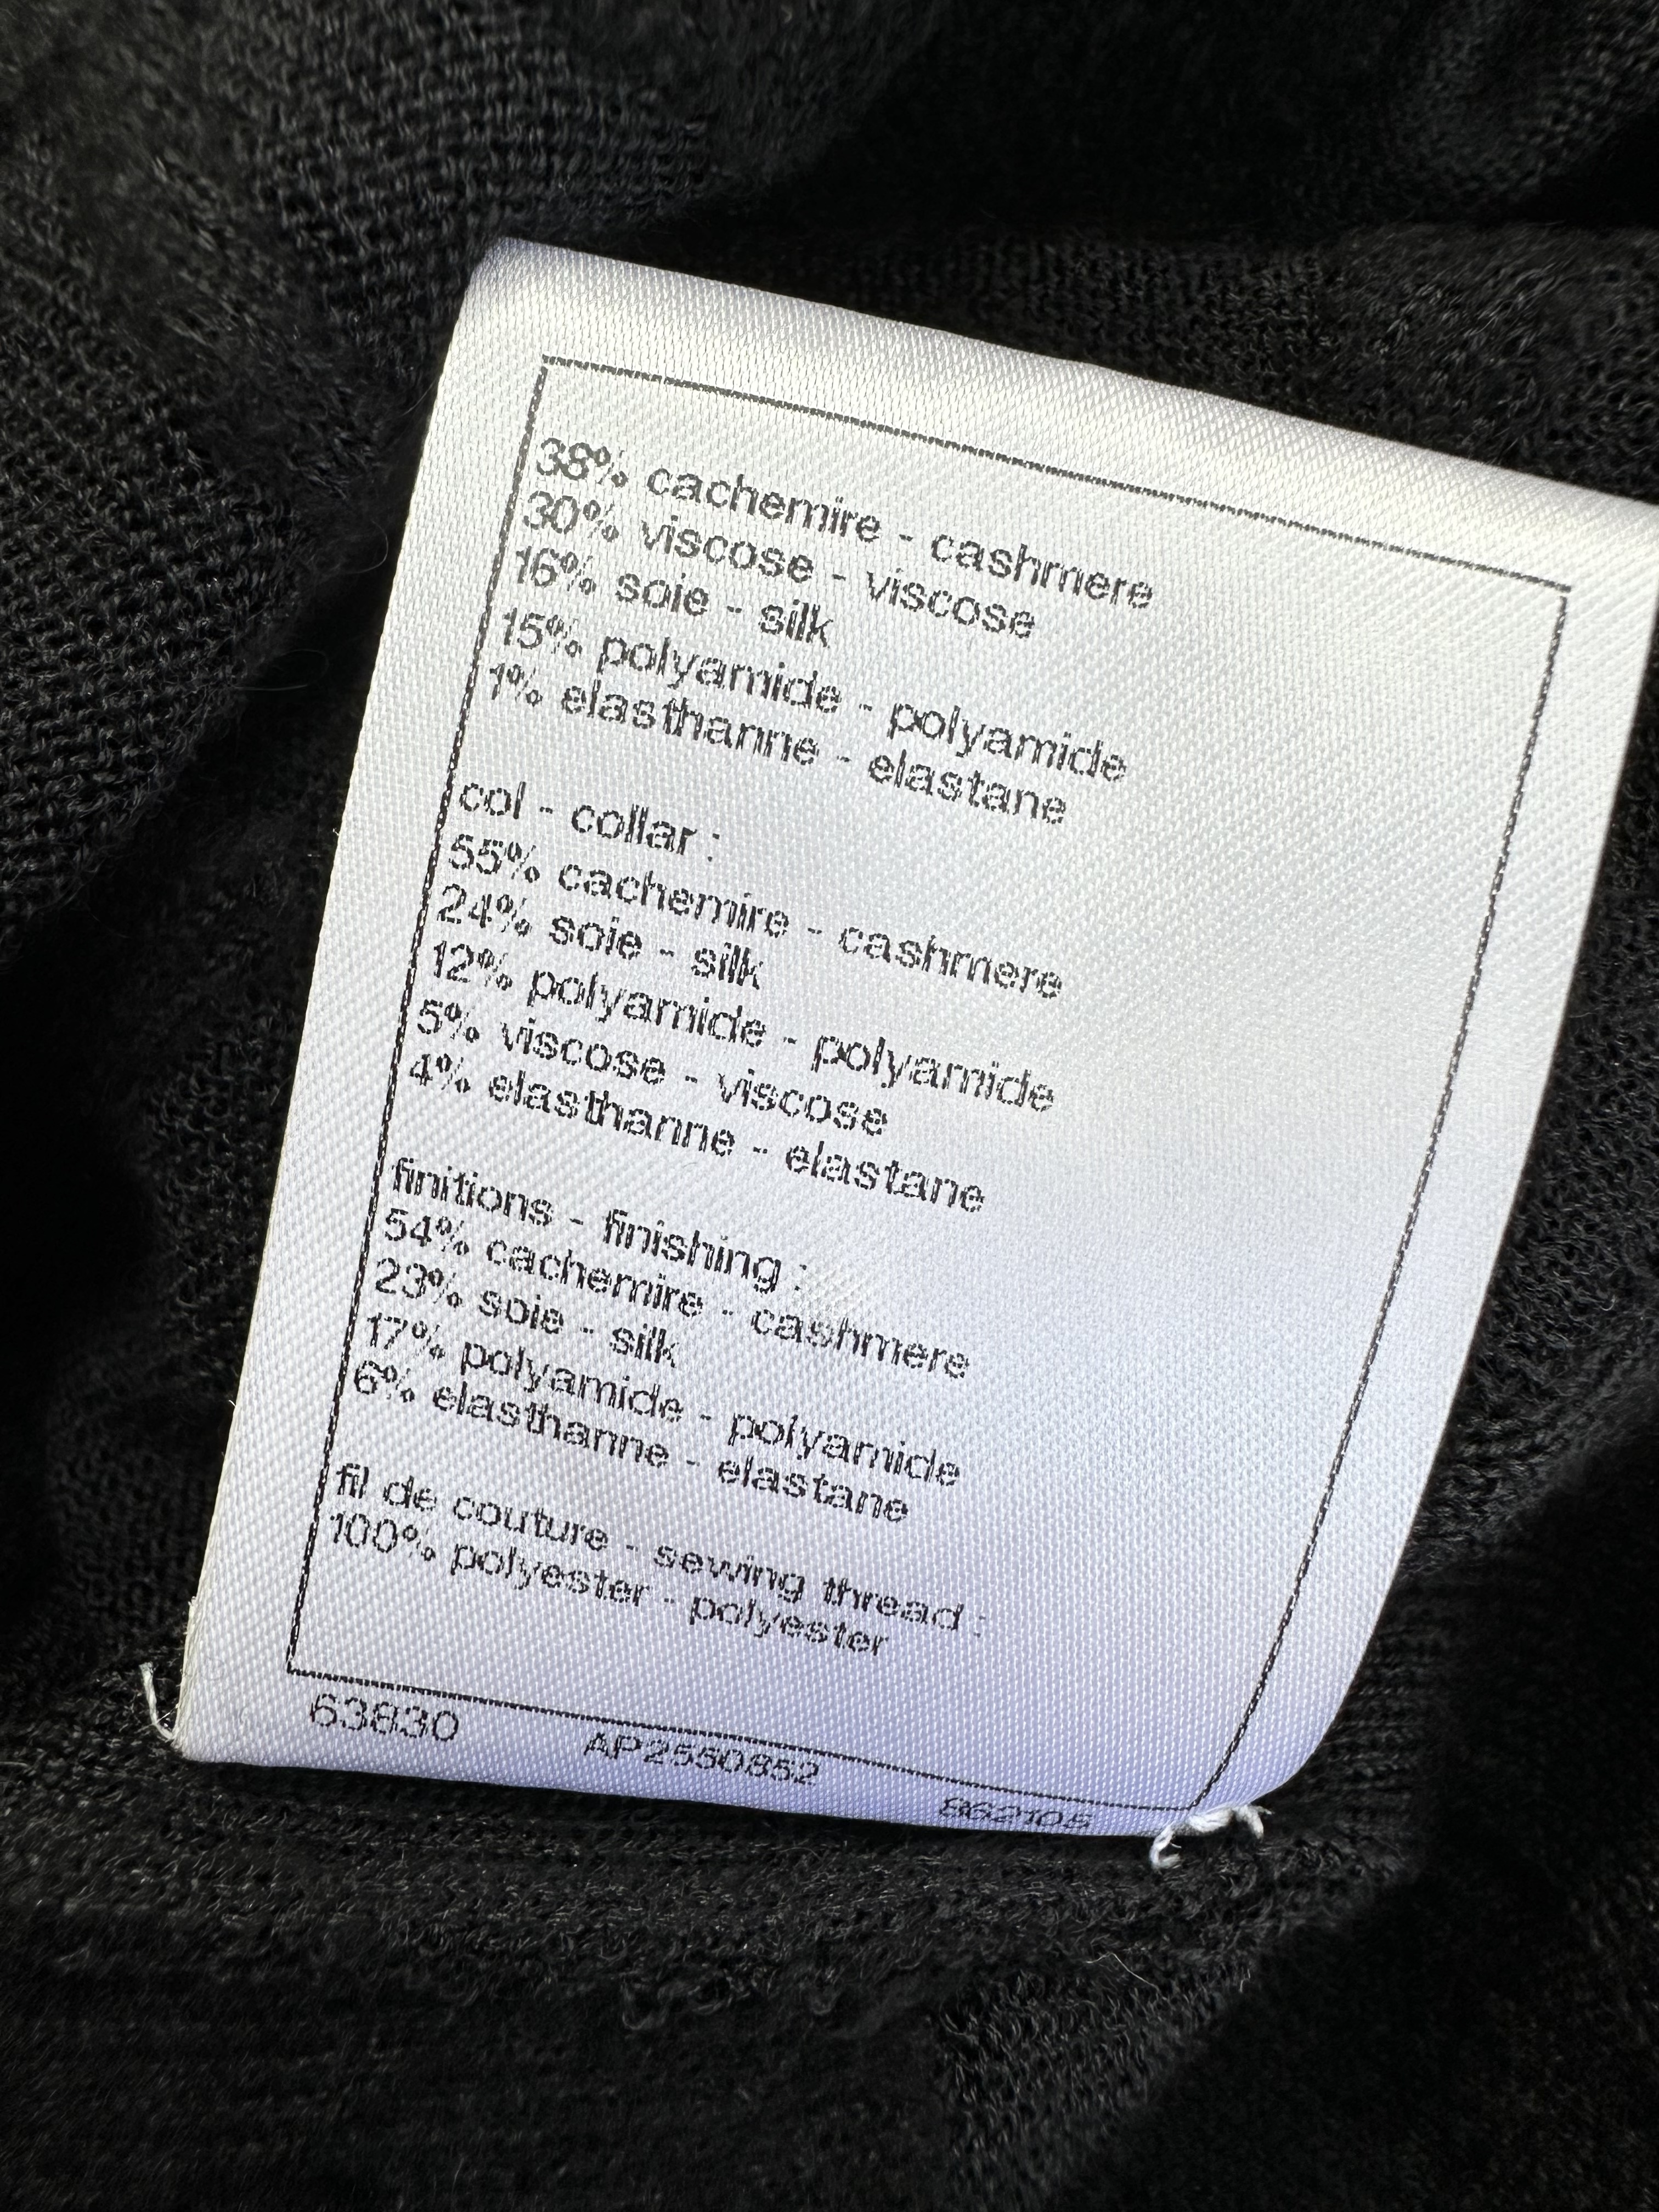 38% cachemire - cashmere
30% viscose - viscose
16% soie - silk
15% polyamide - polyamide
1% elasthanne - elastane
col - collar :
55% cachemire - cashmere
24% soie - silk
12% polyamide - polyamide
5% viscose - viscose
4% elasthanne - elastane
finitions - finishing :
54% cachemire - cashmere
23% soie - silk
17% polyamide - polyamide
6% elasthanne - elastane
fil de couture - sewing thread :
100% polyester - polyester
63830 AP2550852 862105